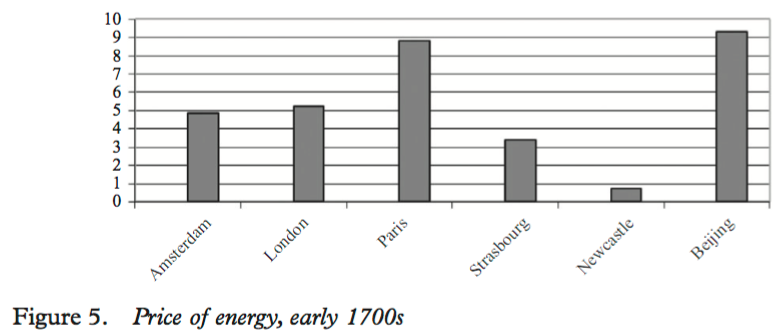 10
9
8
7
6
5
4
3
2
1
0
Amsterdam
London
Paris
Strasbourg
Newcastle
Beijing
Figure 5. Price of energy, early 1700s